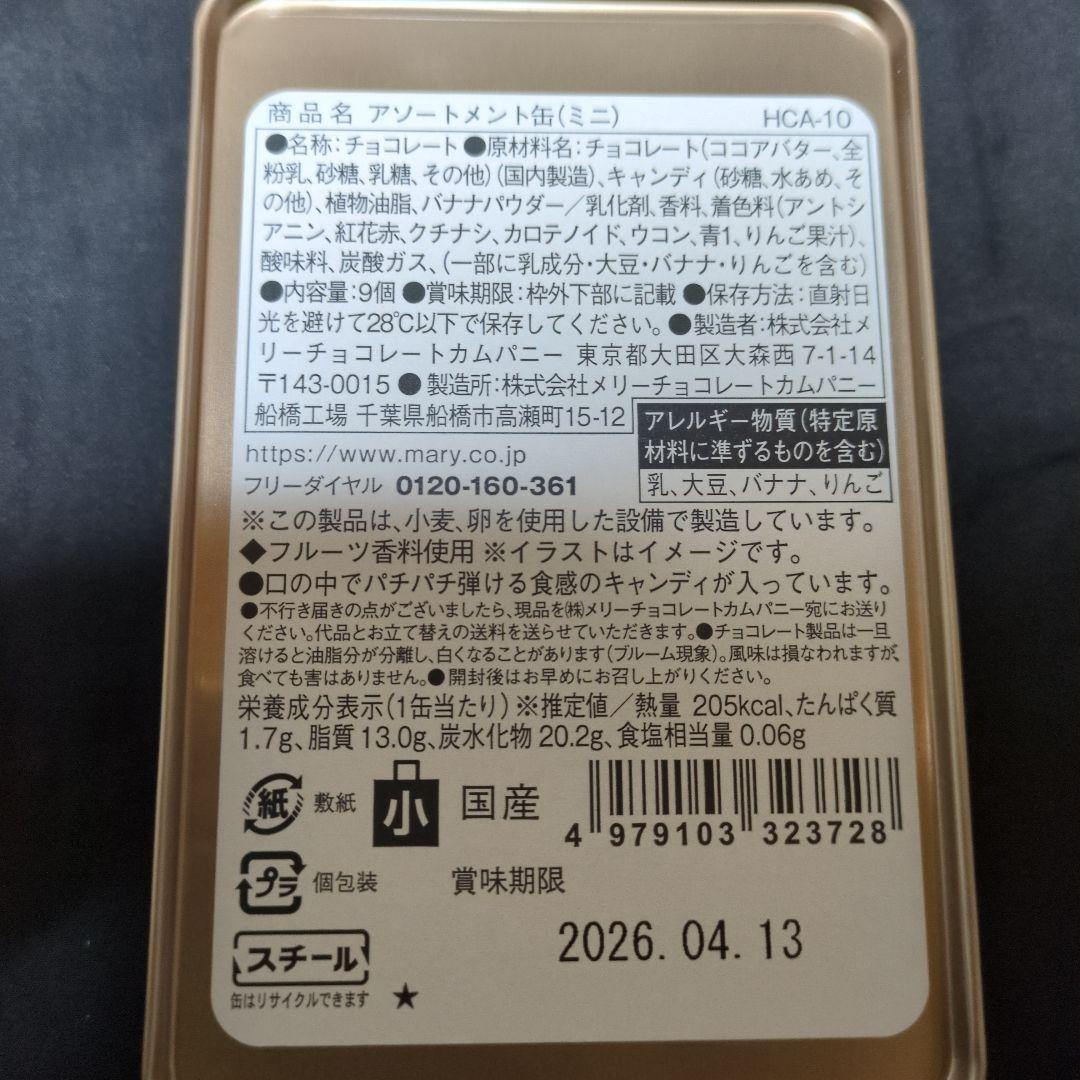 商品名 アソートメント缶(ミニ) HCA-10
●名称:チョコレート ●原材料名:チョコレート(ココアバター、全
粉乳、砂糖、乳糖、その他)(国内製造)、キャンディ(砂糖、水あめ、そ
の他)、植物油脂、バナナパウダー／乳化剤、香料、着色料(アントシ
アニン、紅花赤、クチナシ、カロテノイド、ウコン、青1、りんご果汁)、
酸味料、炭酸ガス、(一部に乳成分・大豆・バナナ・りんごを含む)
●内容量:9個 ●賞味期限:枠外下部に記載 ●保存方法:直射日
光を避けて28℃以下で保存してください。●製造者:株式会社メ
リーチョコレートカムパニー 東京都大田区大森西7-1-14
〒143-0015 ●製造所:株式会社メリーチョコレートカムパニー
船橋工場 千葉県船橋市高瀬町15-12
アレルギー物質(特定原
材料に準ずるものを含む)
乳、大豆、バナナ、りんご
https://www.mary.co.jp
フリーダイヤル 0120-160-361
※この製品は、小麦、卵を使用した設備で製造しています。
◆フルーツ香料使用 ※イラストはイメージです。
●口の中でパチパチ弾ける食感のキャンディが入っています。
●不行き届きの点がございましたら、現品を㈱メリーチョコレートカムパニー宛にお送り
ください。代品とお立て替えの送料を送らせていただきます。●チョコレート製品は一旦
溶けると油脂分が分離し、白くなることがあります(ブルーム現象)。風味は損なわれますが、
食べても害はありません。●開封後はお早めにお召し上がりください。
栄養成分表示(1缶当たり)※推定値／熱量 205kcal、たんぱく質
1.7g、脂質 13.0g、炭水化物 20.2g、食塩相当量 0.06g
紙 敷紙 小 国産
4 979103 323728
プラ 個包装 賞味期限
2026.04.13
スチール
缶はリサイクルできます ★